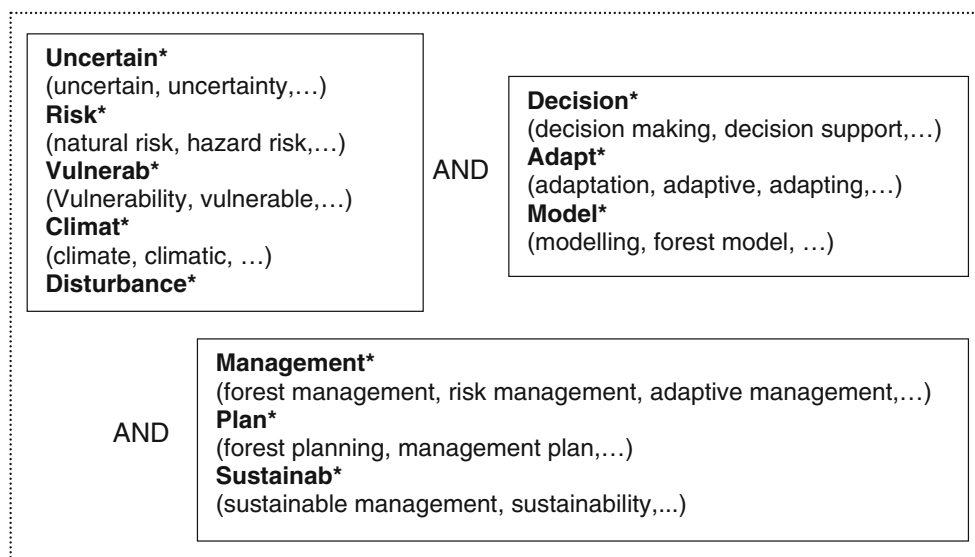 Uncertain*
(uncertain, uncertainty,…)
Risk*
(natural risk, hazard risk,…)
Vulnerab*
(Vulnerability, vulnerable,…)
Climat*
(climate, climatic, …)
Disturbance*
AND
Decision*
(decision making, decision support,…)
Adapt*
(adaptation, adaptive, adapting,…)
Model*
(modelling, forest model, …)
AND
Management*
(forest management, risk management, adaptive management,…)
Plan*
(forest planning, management plan,…)
Sustainab*
(sustainable management, sustainability,...)